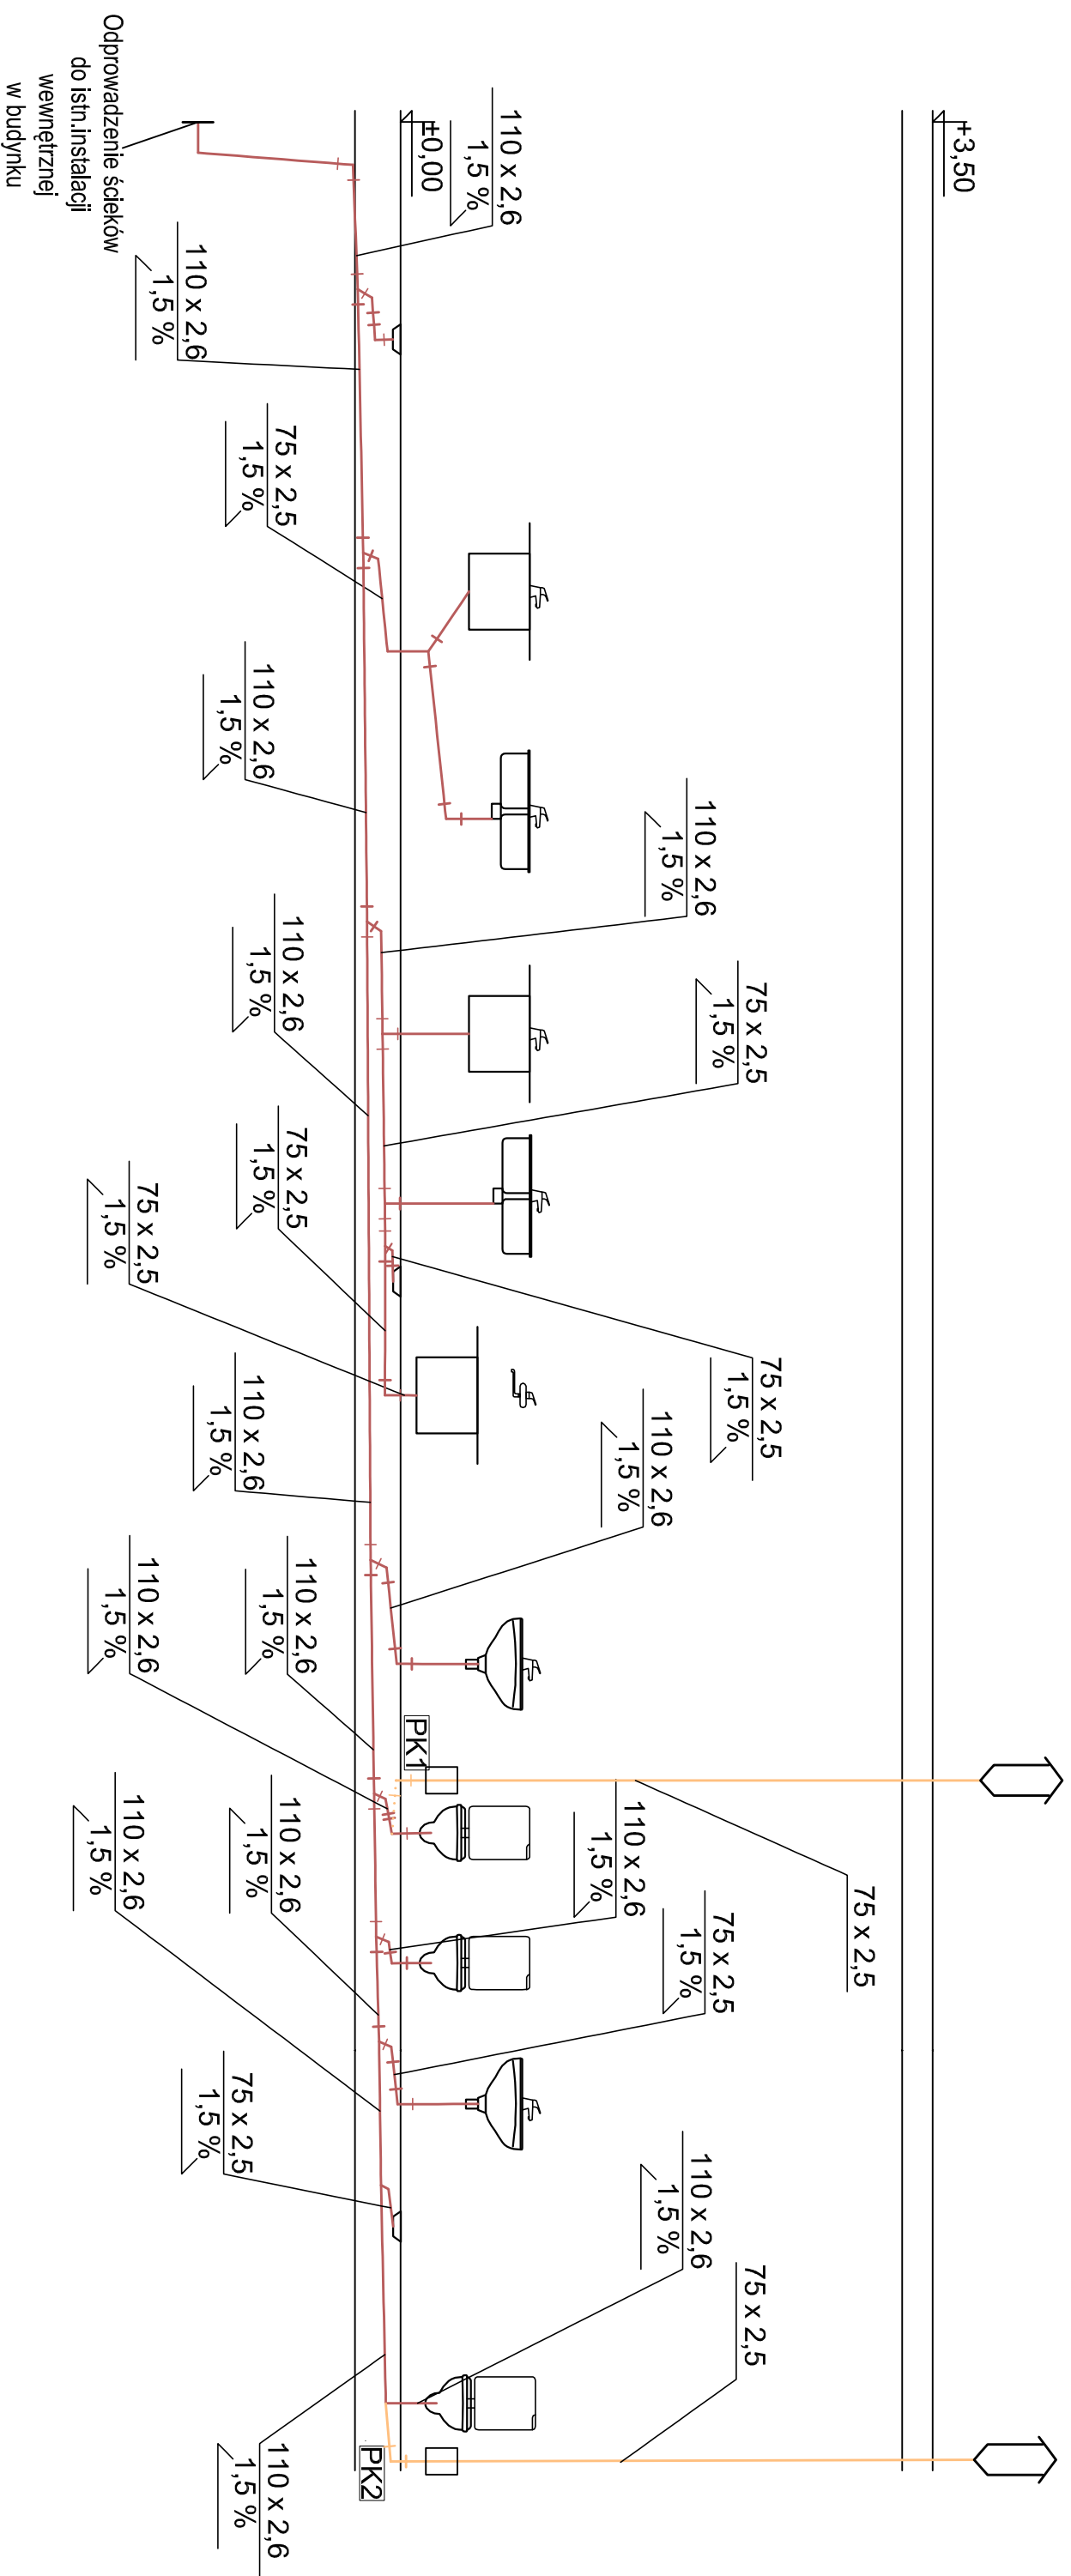 +3,50
±0,00
110 x 2,6
1,5 %
Odprowadzenie ścieków
do istn.instalacji
wewnętrznej
w budynku
110 x 2,6
1,5 %
75 x 2,5
1,5 %
110 x 2,6
1,5 %
110 x 2,6
1,5 %
110 x 2,6
1,5 %
75 x 2,5
1,5 %
75 x 2,5
1,5 %
75 x 2,5
1,5 %
110 x 2,6
1,5 %
75 x 2,5
1,5 %
110 x 2,6
1,5 %
110 x 2,6
1,5 %
110 x 2,6
1,5 %
PK1
110 x 2,6
1,5 %
110 x 2,6
1,5 %
110 x 2,6
1,5 %
75 x 2,5
75 x 2,5
1,5 %
75 x 2,5
1,5 %
110 x 2,6
1,5 %
75 x 2,5
PK2
110 x 2,6
1,5 %